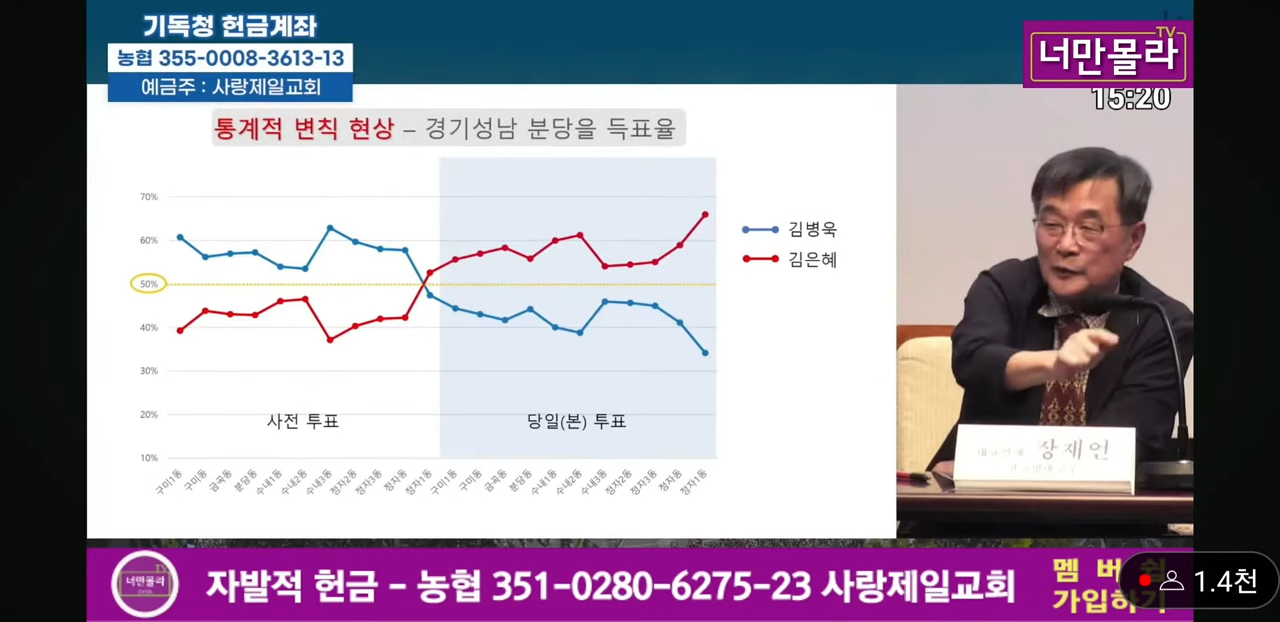 기독청 헌금계좌
농협 355-0008-3613-13
예금주 : 사랑제일교회
너만몰라
TV
15:20
통계적 변칙 현상 – 경기성남 분당을 득표율
70%
60%
50%
40%
30%
20%
10%
사전 투표
당일(본) 투표
김병욱
김은혜
구미1동
구미동
금곡동
분당동
수내1동
수내2동
수내3동
정자2동
정자3동
정자동
정자1동
구미1동
구미동
금곡동
분당동
수내1동
수내2동
수내3동
정자2동
정자3동
정자동
정자1동
장재언
너만몰라
TV
자발적 헌금 – 농협 351-0280-6275-23 사랑제일교회
멤버쉽
가입하기
1.4천